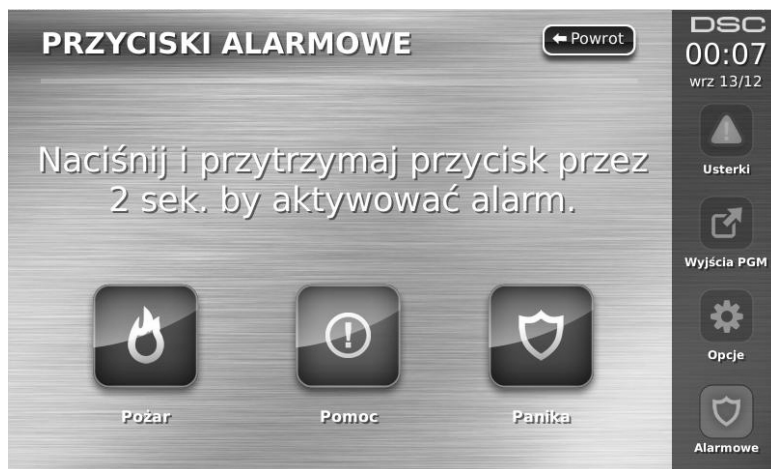 PRZYCISKI ALARMOWE
Powrot
Naciśnij i przytrzymaj przycisk przez
2 sek. by aktywować alarm.
Pożar
Pomoc
Panika
DSC
00:07
wrz 13/12
Usterki
Wyjścia PGM
Opcje
Alarmowe